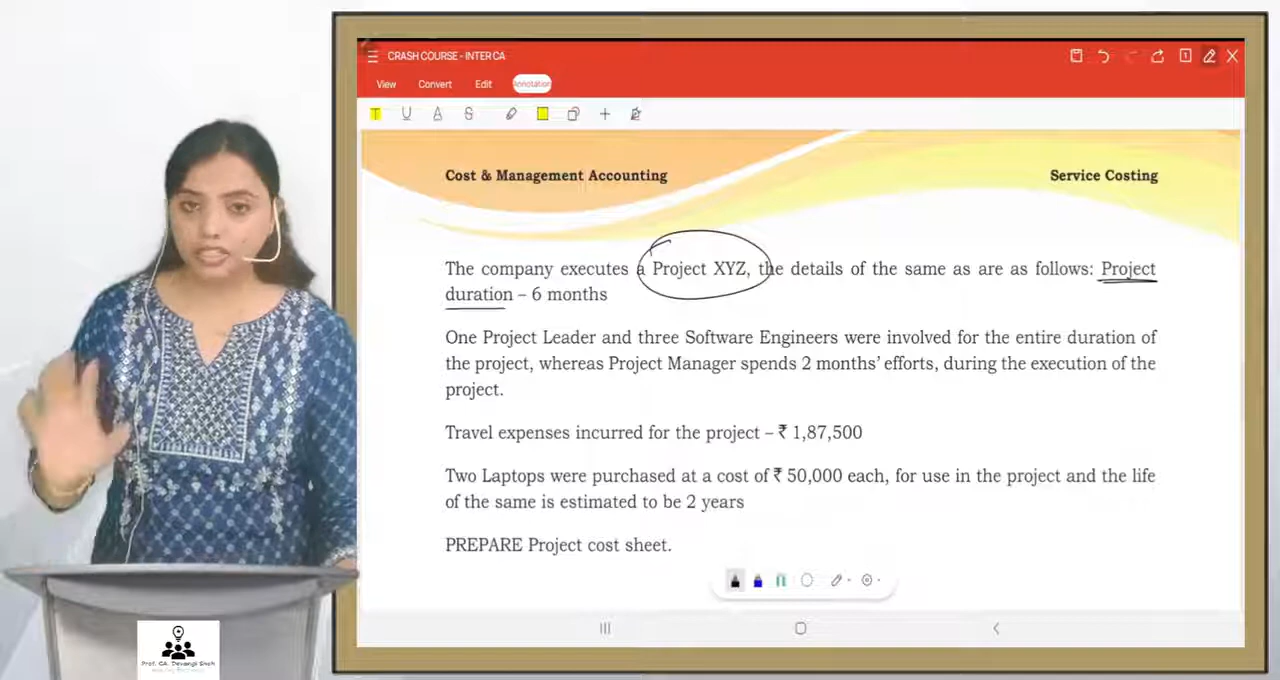 CRASH COURSE - INTER CA
View Convert Edit Annotation
T U A S
Cost & Management Accounting Service Costing
The company executes a Project XYZ, the details of the same as are as follows: Project
duration – 6 months
One Project Leader and three Software Engineers were involved for the entire duration of
the project, whereas Project Manager spends 2 months’ efforts, during the execution of the
project.
Travel expenses incurred for the project – ₹ 1,87,500
Two Laptops were purchased at a cost of ₹ 50,000 each, for use in the project and the life
of the same is estimated to be 2 years
PREPARE Project cost sheet.
Prof. CA. Devangi Shah